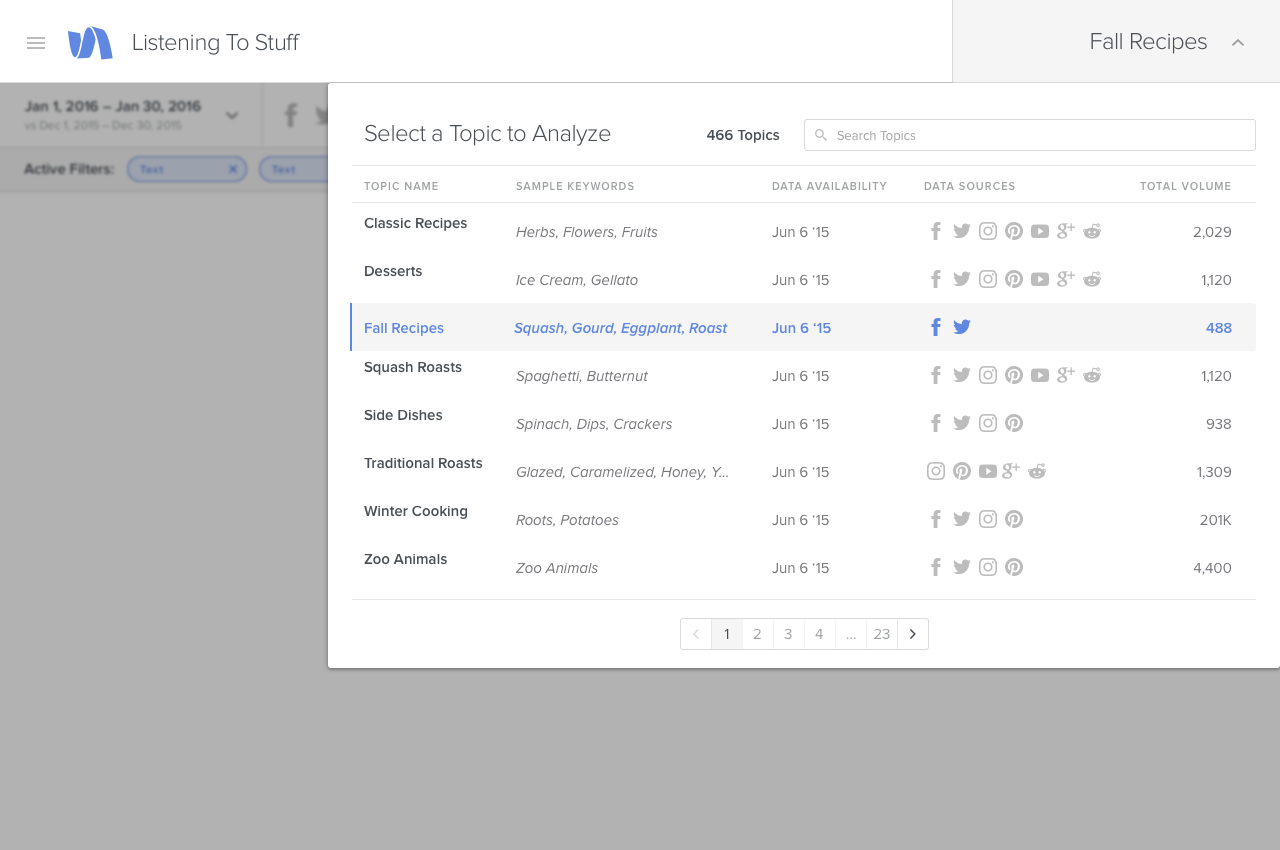 Listening To Stuff
Fall Recipes
Jan 1, 2016 – Jan 30, 2016
vs Dec 1, 2015 – Dec 30, 2015
Active Filters: Text Text
Select a Topic to Analyze
466 Topics
Search Topics
TOPIC NAME SAMPLE KEYWORDS DATA AVAILABILITY DATA SOURCES TOTAL VOLUME
Classic Recipes Herbs, Flowers, Fruits Jun 6 ‘15 2,029
Desserts Ice Cream, Gellato Jun 6 ‘15 1,120
Fall Recipes Squash, Gourd, Eggplant, Roast Jun 6 ‘15 488
Squash Roasts Spaghetti, Butternut Jun 6 ‘15 1,120
Side Dishes Spinach, Dips, Crackers Jun 6 ‘15 938
Traditional Roasts Glazed, Caramelized, Honey, Y... Jun 6 ‘15 1,309
Winter Cooking Roots, Potatoes Jun 6 ‘15 201K
Zoo Animals Zoo Animals Jun 6 ‘15 4,400
1 2 3 4 ... 23